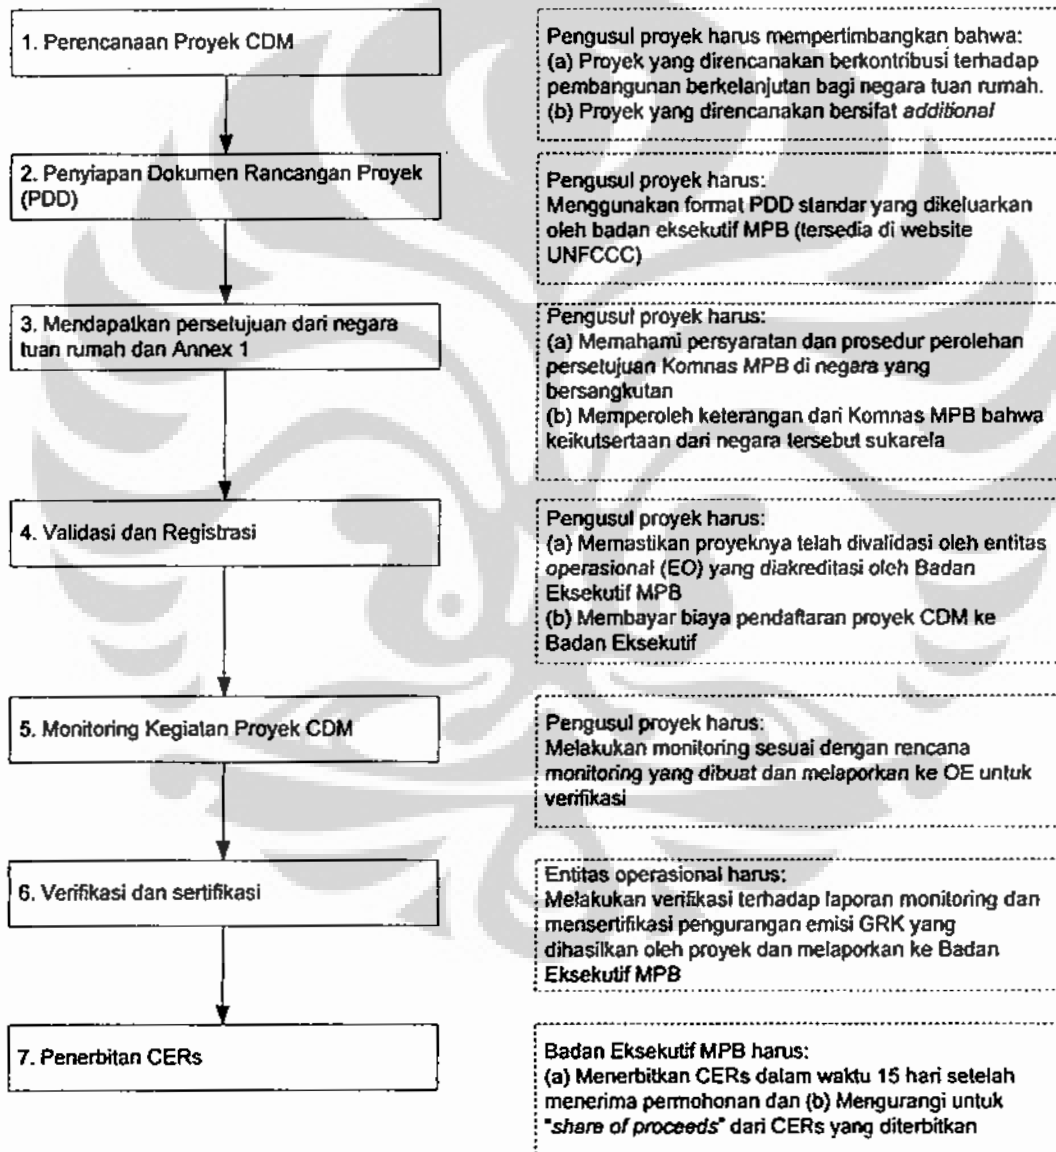 1. Perencanaan Proyek CDM
Pengusul proyek harus mempertimbangkan bahwa:
(a) Proyek yang direncanakan berkontribusi terhadap
pembangunan berkelanjutan bagi negara tuan rumah.
(b) Proyek yang direncanakan bersifat additional
2. Penyiapan Dokumen Rancangan Proyek
(PDD)
Pengusul proyek harus:
Menggunakan format PDD standar yang dikeluarkan
oleh badan eksekutif MPB (tersedia di website
UNFCCC)
3. Mendapatkan persetujuan dari negara
tuan rumah dan Annex 1
Pengusul proyek harus:
(a) Memahami persyaratan dan prosedur perolehan
persetujuan Komnas MPB di negara yang
bersangkutan
(b) Memperoleh keterangan dari Komnas MPB bahwa
keikutsertaan dari negara tersebut sukarela
4. Validasi dan Registrasi
Pengusul proyek harus:
(a) Memastikan proyeknya telah divalidasi oleh entitas
operasional (EO) yang diakreditasi oleh Badan
Eksekutif MPB
(b) Membayar biaya pendaftaran proyek CDM ke
Badan Eksekutif
5. Monitoring Kegiatan Proyek CDM
Pengusul proyek harus:
Melakukan monitoring sesuai dengan rencana
monitoring yang dibuat dan melaporkan ke OE untuk
verifikasi
6. Verifikasi dan sertifikasi
Entitas operasional harus:
Melakukan verifikasi terhadap laporan monitoring dan
mensertifikasi pengurangan emisi GRK yang
dihasilkan oleh proyek dan melaporkan ke Badan
Eksekutif MPB
7. Penerbitan CERs
Badan Eksekutif MPB harus:
(a) Menerbitkan CERs dalam waktu 15 hari setelah
menerima permohonan dan (b) Mengurangi untuk
"share of proceeds" dari CERs yang diterbitkan